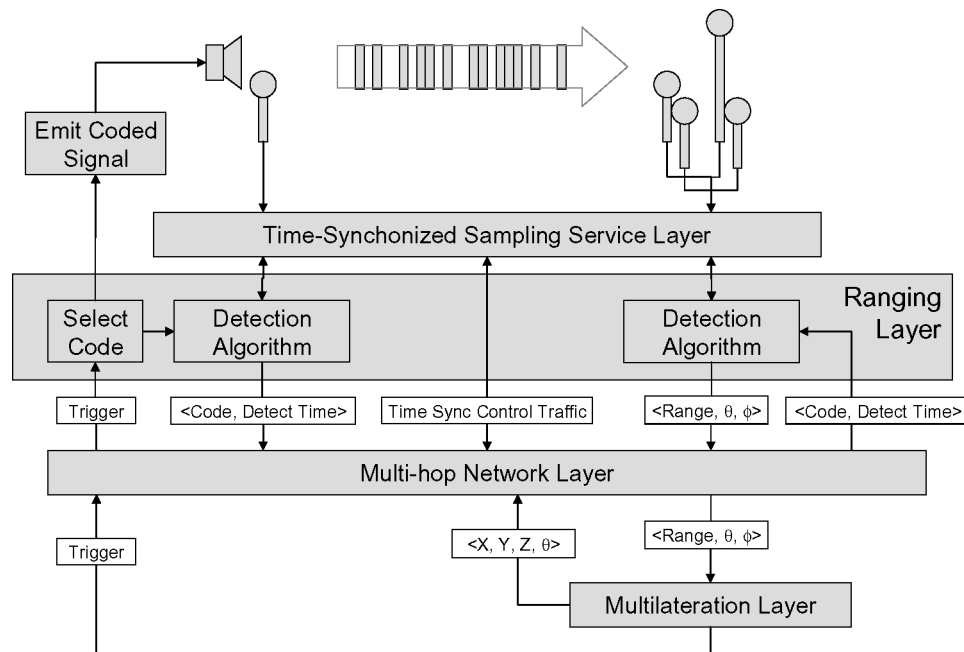 Emit Coded
Signal
Time-Synchonized Sampling Service Layer
Ranging
Layer
Select
Code
Detection
Algorithm
Detection
Algorithm
Trigger
<Code, Detect Time>
Time Sync Control Traffic
<Range, θ, ϕ>
<Code, Detect Time>
Multi-hop Network Layer
Trigger
<X, Y, Z, θ>
<Range, θ, ϕ>
Multilateration Layer